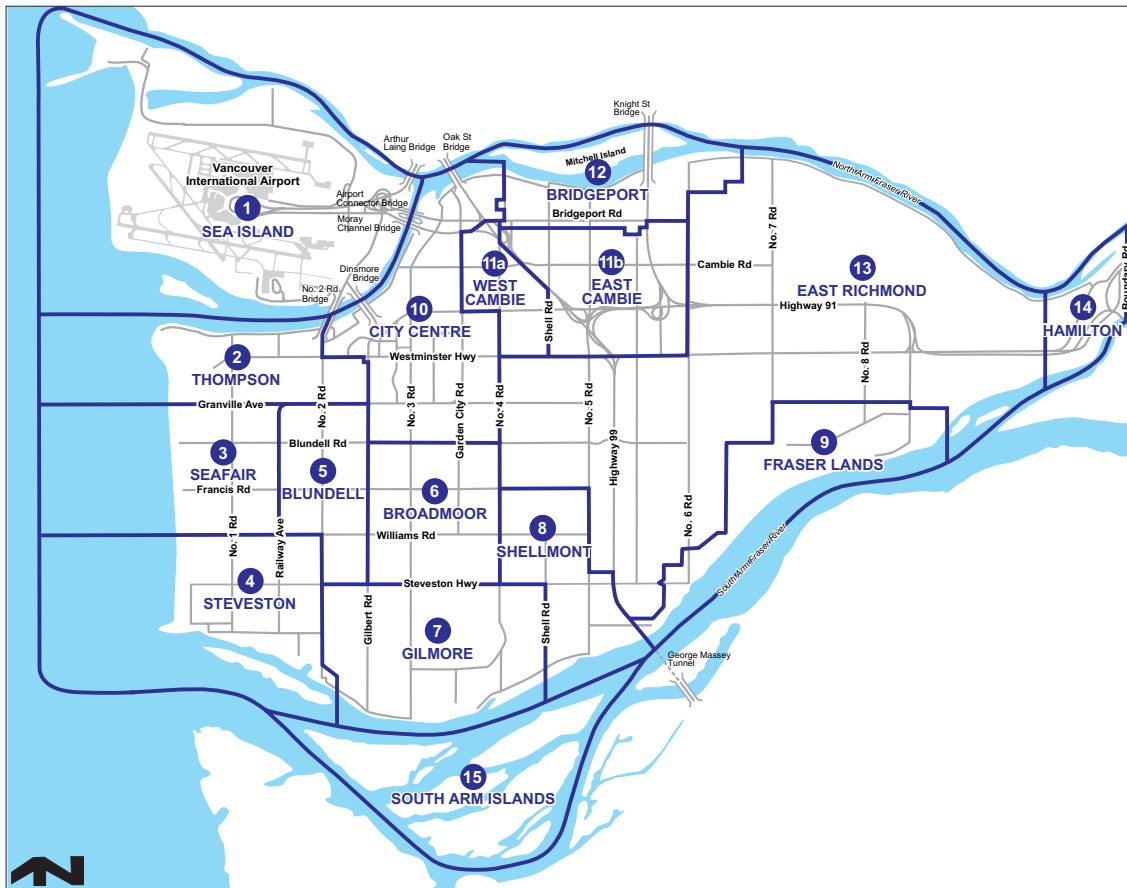 Knight St
Bridge
Arthur
Laing Bridge
Oak St
Bridge
Mitchell Island
12
BRIDGEPORT
Bridgeport Rd
North Arm Fraser River
Vancouver
International Airport
1
SEA ISLAND
Airport
Connector Bridge
Moray
Channel Bridge
Dinsmore
Bridge
No. 2 Rd
Bridge
No. 7 Rd
Boundary Rd
11a
WEST
CAMBIE
11b
EAST
CAMBIE
Cambie Rd
13
EAST RICHMOND
Highway 91
14
HAMILTON
10
CITY CENTRE
Shell Rd
2
THOMPSON
Westminster Hwy
No. 8 Rd
Granville Ave
No. 2 Rd
No. 3 Rd
Garden City Rd
No. 4 Rd
No. 5 Rd
Highway 99
Blundell Rd
3
SEAFAIR
Francis Rd
5
BLUNDELL
6
BROADMOOR
9
FRASER LANDS
No. 6 Rd
No. 1 Rd
Railway Ave
Williams Rd
8
SHELLMONT
South Arm Fraser River
4
STEVESTON
Steveston Hwy
Gilbert Rd
7
GILMORE
Shell Rd
George Massey
Tunnel
15
SOUTH ARM ISLANDS
N